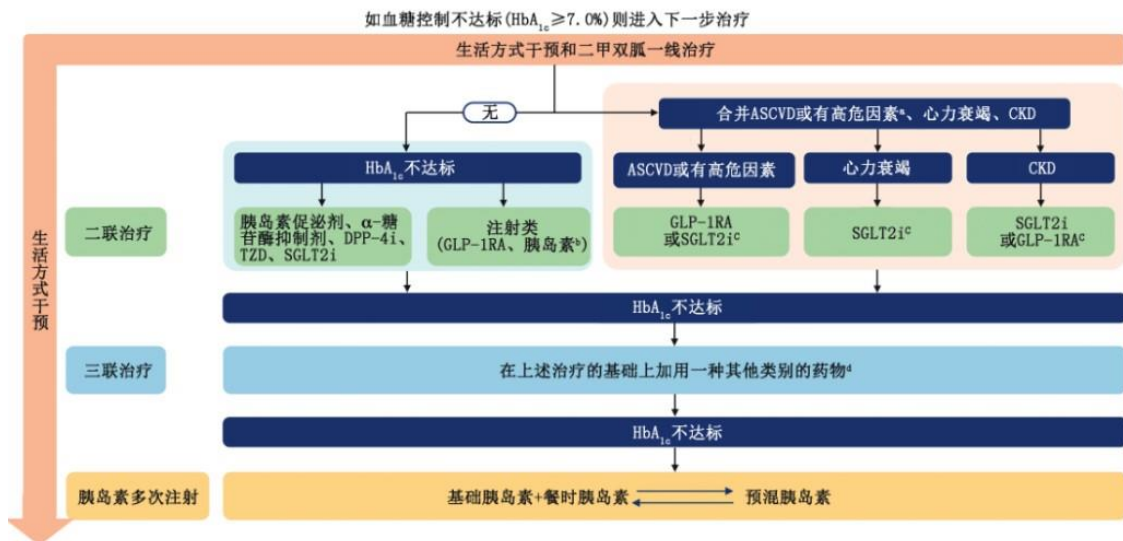 如血糖控制不达标(HbA₁c≥7.0%)则进入下一步治疗
生活方式干预和二甲双胍一线治疗
无
合并ASCVD或有高危因素ᵃ、心力衰竭、CKD
HbA₁c不达标
ASCVD或有高危因素
心力衰竭
CKD
生活方式干预
二联治疗
胰岛素促泌剂、α-糖
苷酶抑制剂、DPP-4i、
TZD、SGLT2i
注射类
(GLP-1RA、胰岛素ᵇ)
GLP-1RA
或SGLT2iᶜ
SGLT2iᶜ
SGLT2i
或GLP-1RAᶜ
HbA₁c不达标
三联治疗
在上述治疗的基础上加用一种其他类别的药物ᵈ
HbA₁c不达标
胰岛素多次注射
基础胰岛素+餐时胰岛素
预混胰岛素